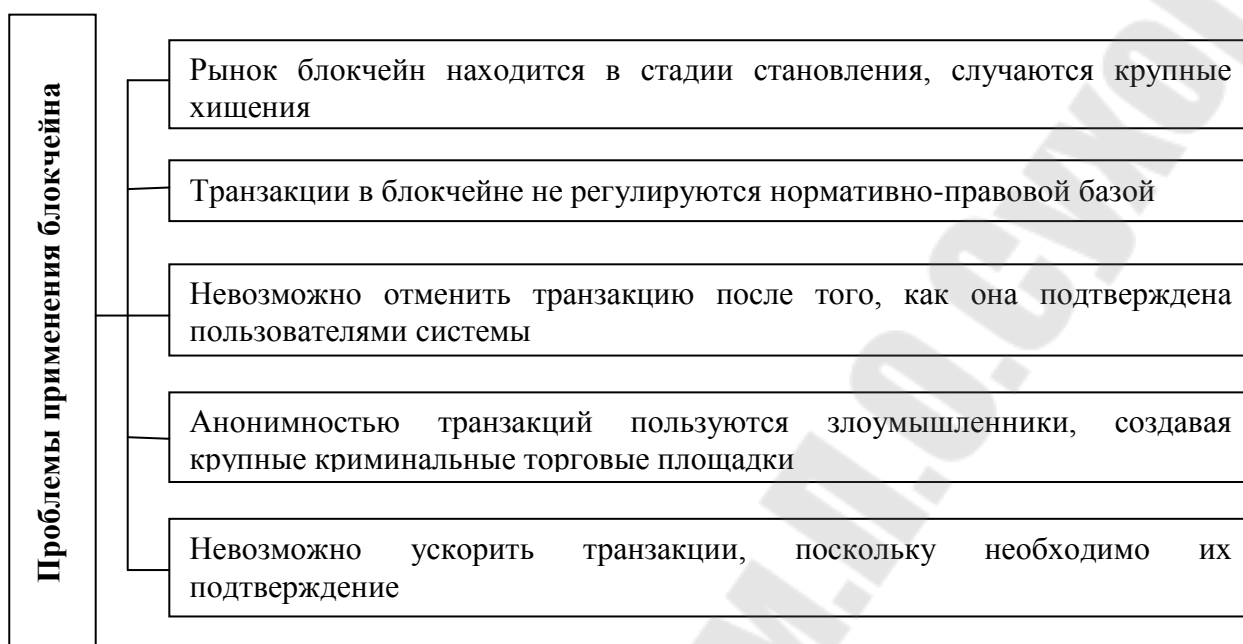 Проблемы применения блокчейна
Рынок блокчейн находится в стадии становления, случаются крупные
хищения
Транзакции в блокчейне не регулируются нормативно-правовой базой
Невозможно отменить транзакцию после того, как она подтверждена
пользователями системы
Анонимностью транзакций пользуются злоумышленники, создавая
крупные криминальные торговые площадки
Невозможно ускорить транзакции, поскольку необходимо их
подтверждение